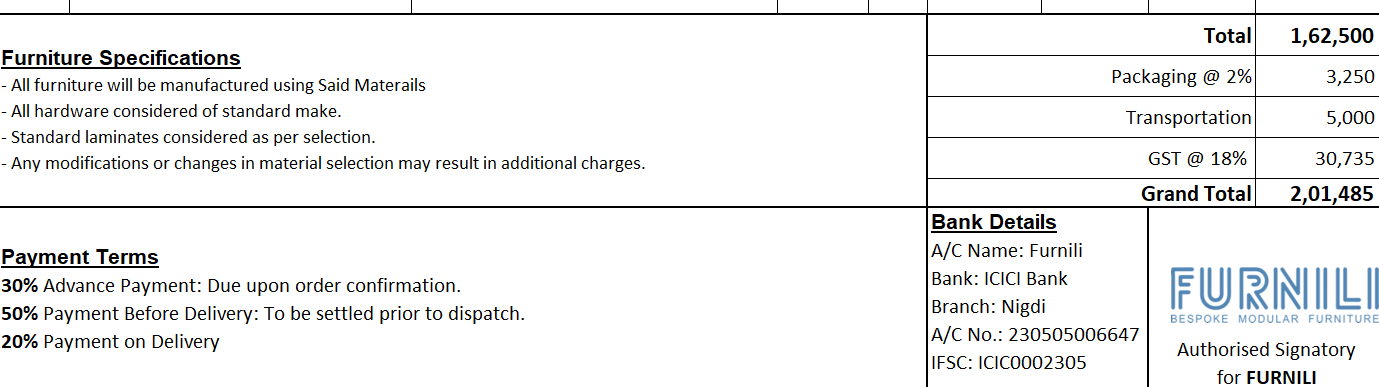 Total 1,62,500
Furniture Specifications
- All furniture will be manufactured using Said Materails
Packaging @ 2% 3,250
- All hardware considered of standard make.
Transportation 5,000
- Standard laminates considered as per selection.
- Any modifications or changes in material selection may result in additional charges.
GST @ 18% 30,735
Grand Total 2,01,485
Payment Terms
30% Advance Payment: Due upon order confirmation.
50% Payment Before Delivery: To be settled prior to dispatch.
20% Payment on Delivery
Bank Details
A/C Name: Furnili
Bank: ICICI Bank
Branch: Nigdi
A/C No.: 230505006647
IFSC: ICIC0002305
FURNILI
BESPOKE MODULAR FURNITURE
Authorised Signatory
for FURNILI